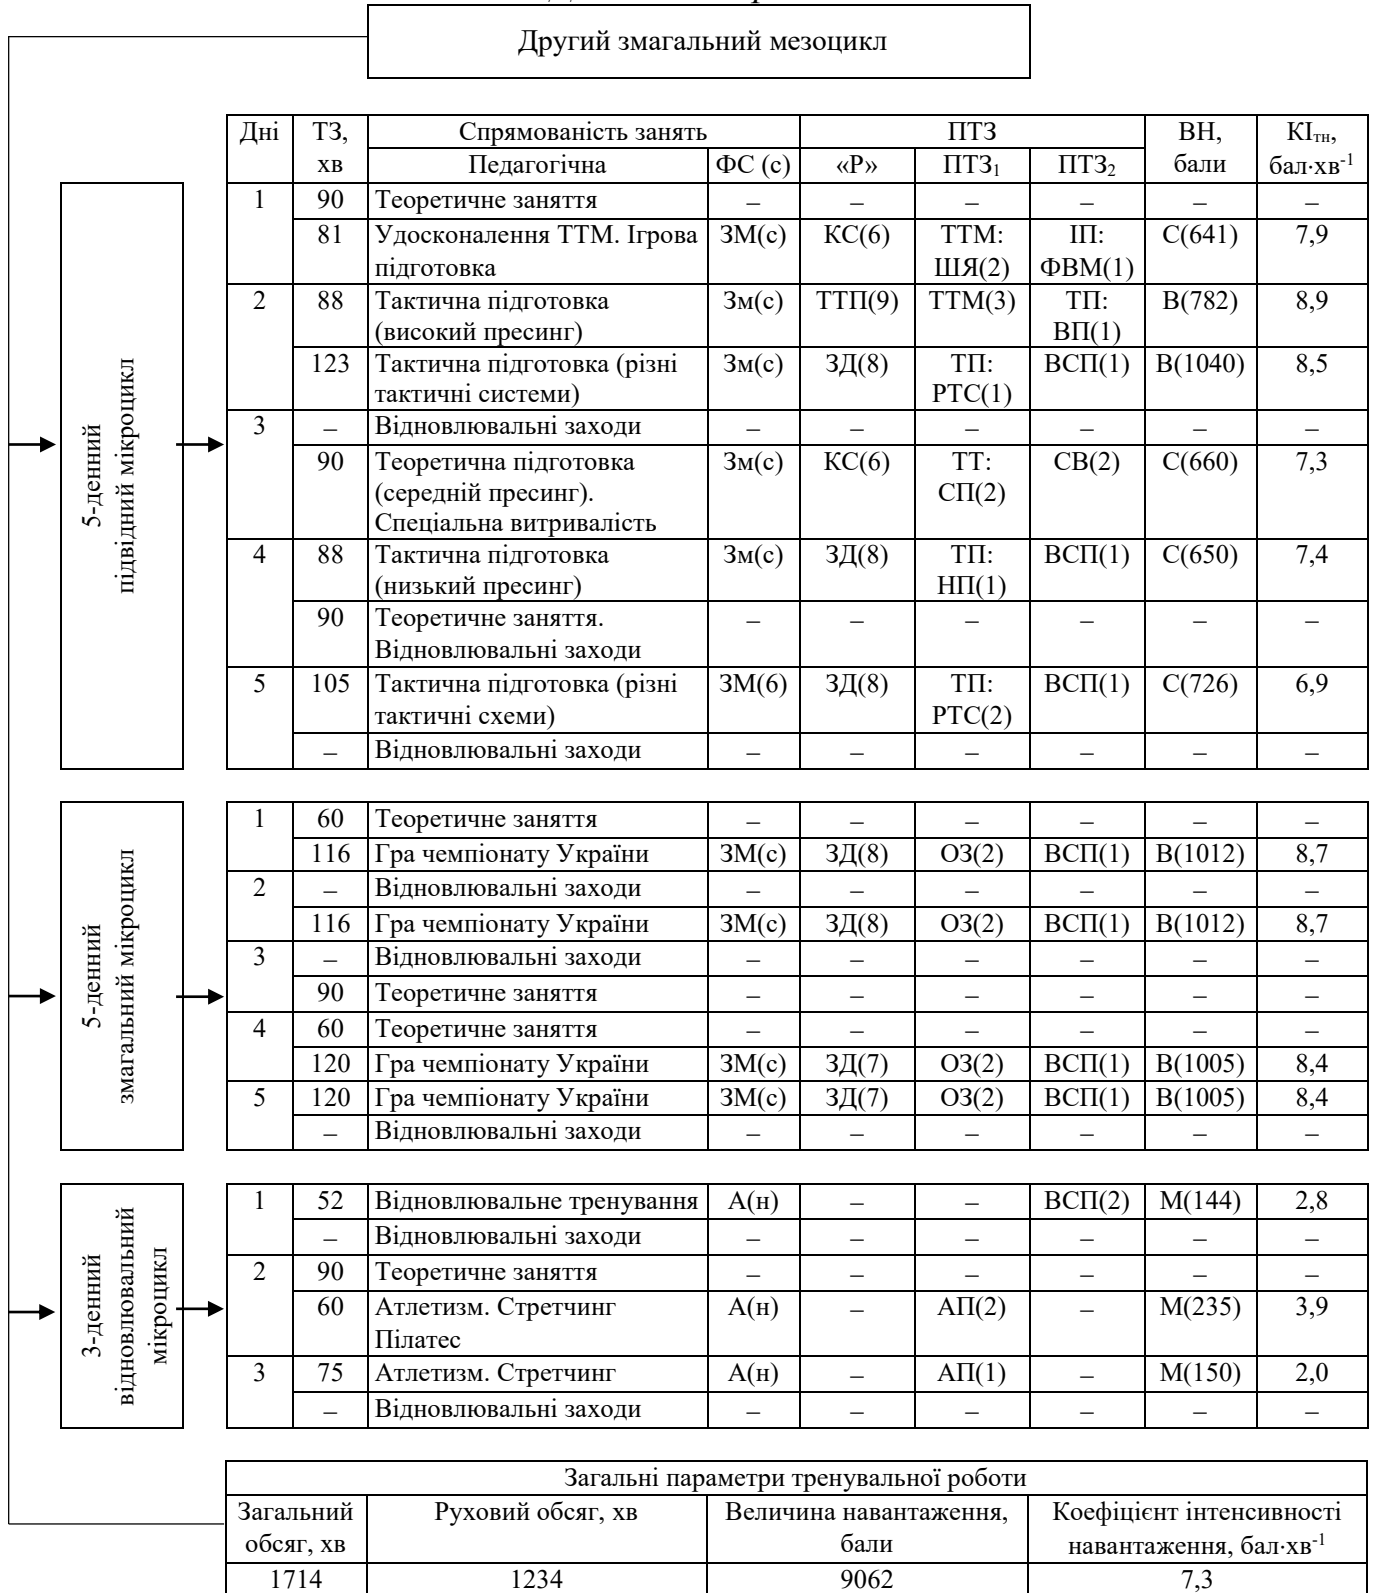 Другий змагальний мезоцикл
Дні ТЗ, хв Спрямованість занять ПТЗ ВН, бали КІтн, бал·хв-1
Педагогічна ФС (с) «Р» ПТЗ1 ПТЗ2
5-денний
підвідний мікроцикл
1 90 Теоретичне заняття – – – – – –
81 Удосконалення ТТМ. Ігрова ЗМ(с) КС(6) ТТМ: ІП: С(641) 7,9
підготовка ШЯ(2) ФВМ(1)
2 88 Тактична підготовка Зм(с) ТТП(9) ТТМ(3) ТП: В(782) 8,9
(високий пресинг) ВП(1)
123 Тактична підготовка (різні Зм(с) ЗД(8) ТП: ВСП(1) В(1040) 8,5
тактичні системи) РТС(1)
3 – Відновлювальні заходи – – – – – –
90 Теоретична підготовка Зм(с) КС(6) ТТ: СВ(2) С(660) 7,3
(середній пресинг). СП(2)
Спеціальна витривалість
4 88 Тактична підготовка Зм(с) ЗД(8) ТП: ВСП(1) С(650) 7,4
(низький пресинг) НП(1)
90 Теоретичне заняття. – – – – – –
Відновлювальні заходи
5 105 Тактична підготовка (різні ЗМ(6) ЗД(8) ТП: ВСП(1) С(726) 6,9
тактичні схеми) РТС(2)
– Відновлювальні заходи – – – – – –
5-денний
змагальний мікроцикл
1 60 Теоретичне заняття – – – – – –
116 Гра чемпіонату України ЗМ(с) ЗД(8) ОЗ(2) ВСП(1) В(1012) 8,7
2 – Відновлювальні заходи – – – – – –
116 Гра чемпіонату України ЗМ(с) ЗД(8) ОЗ(2) ВСП(1) В(1012) 8,7
3 – Відновлювальні заходи – – – – – –
90 Теоретичне заняття – – – – – –
4 60 Теоретичне заняття – – – – – –
120 Гра чемпіонату України ЗМ(с) ЗД(7) ОЗ(2) ВСП(1) В(1005) 8,4
5 120 Гра чемпіонату України ЗМ(с) ЗД(7) ОЗ(2) ВСП(1) В(1005) 8,4
– Відновлювальні заходи – – – – – –
3-денний
відновлювальний
мікроцикл
1 52 Відновлювальне тренування А(н) – – ВСП(2) М(144) 2,8
– Відновлювальні заходи – – – – – –
2 90 Теоретичне заняття – – – – – –
60 Атлетизм. Стретчинг А(н) – АП(2) – М(235) 3,9
Пілатес
3 75 Атлетизм. Стретчинг А(н) – АП(1) – М(150) 2,0
– Відновлювальні заходи – – – – – –
Загальні параметри тренувальної роботи
Загальний Руховий обсяг, хв Величина навантаження, Коефіцієнт інтенсивності
обсяг, хв бали навантаження, бал·хв-1
1714 1234 9062 7,3